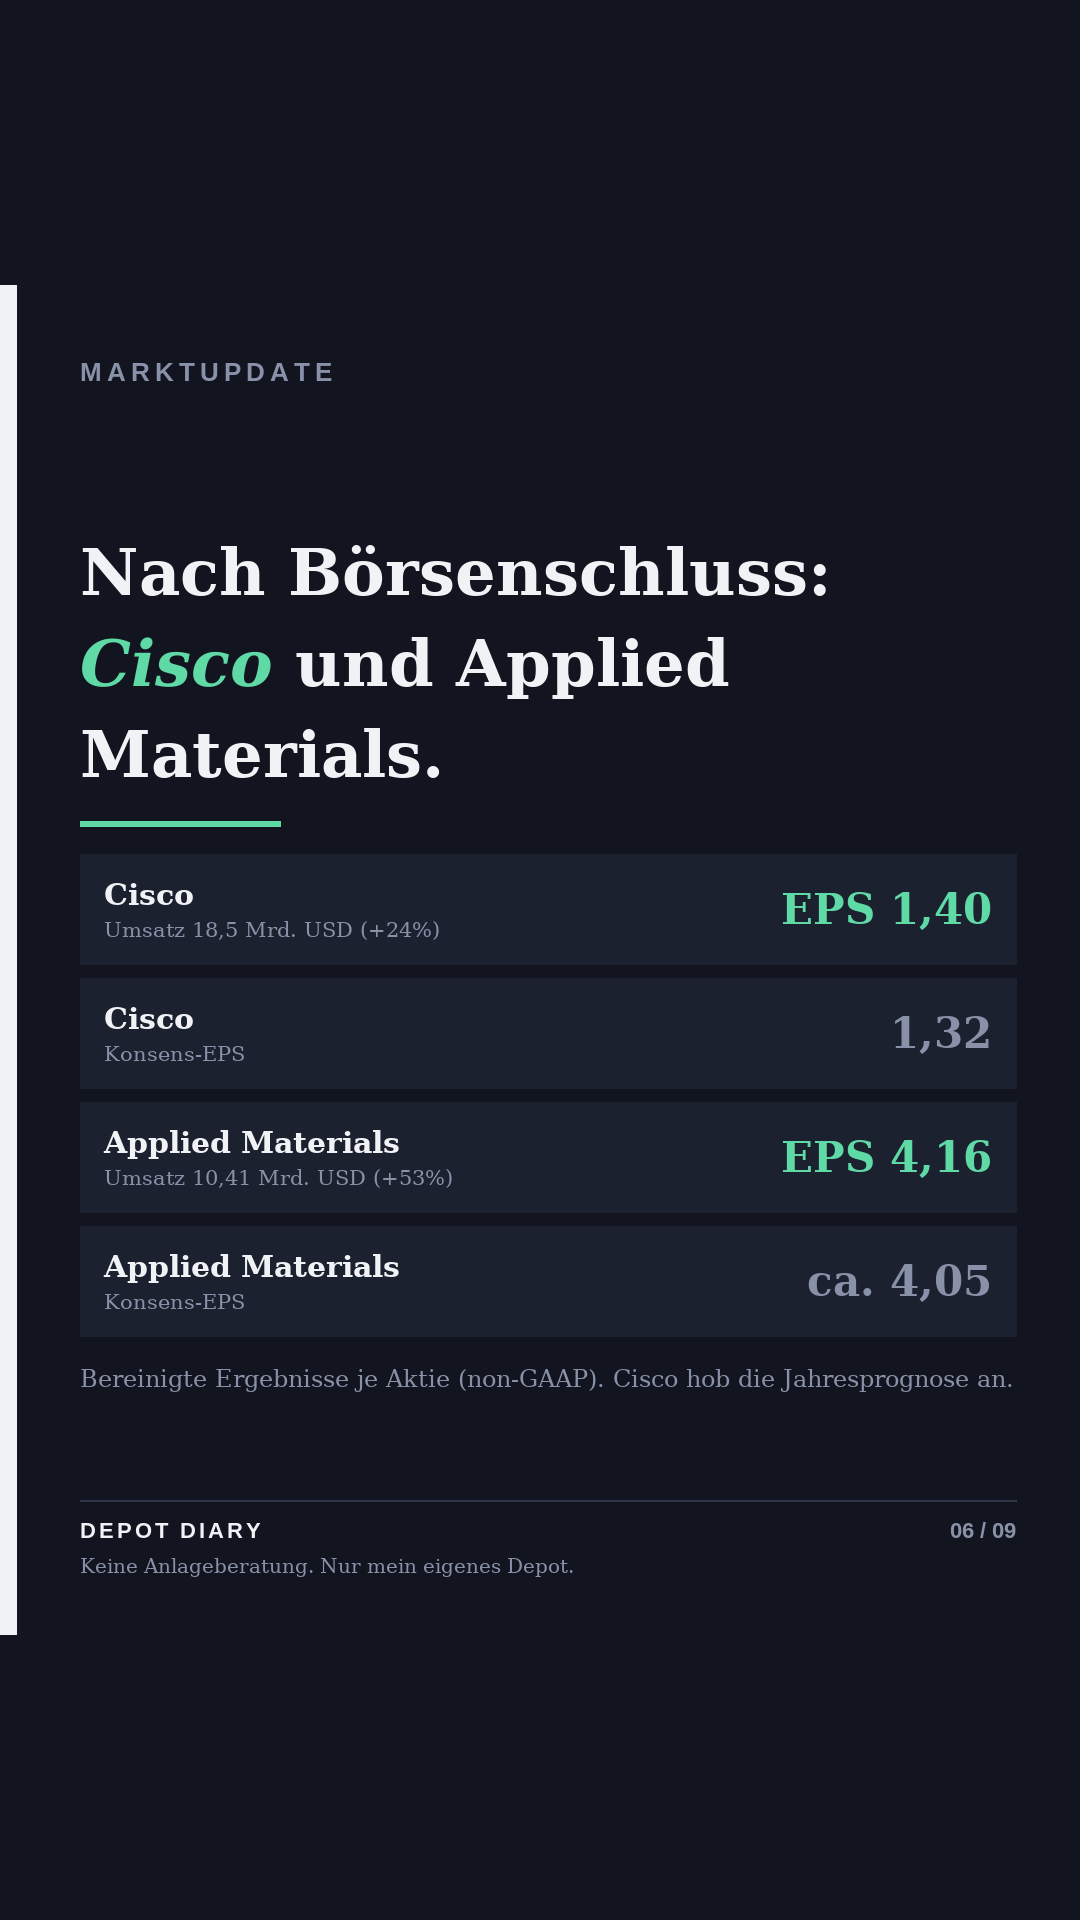 MARKTUPDATE
Nach Börsenschluss:
Cisco und Applied
Materials.
Cisco
Umsatz 18,5 Mrd. USD (+24%)
EPS 1,40
Cisco
Konsens-EPS
1,32
Applied Materials
Umsatz 10,41 Mrd. USD (+53%)
EPS 4,16
Applied Materials
Konsens-EPS
ca. 4,05
Bereinigte Ergebnisse je Aktie (non-GAAP). Cisco hob die Jahresprognose an.
DEPOT DIARY
06 / 09
Keine Anlageberatung. Nur mein eigenes Depot.